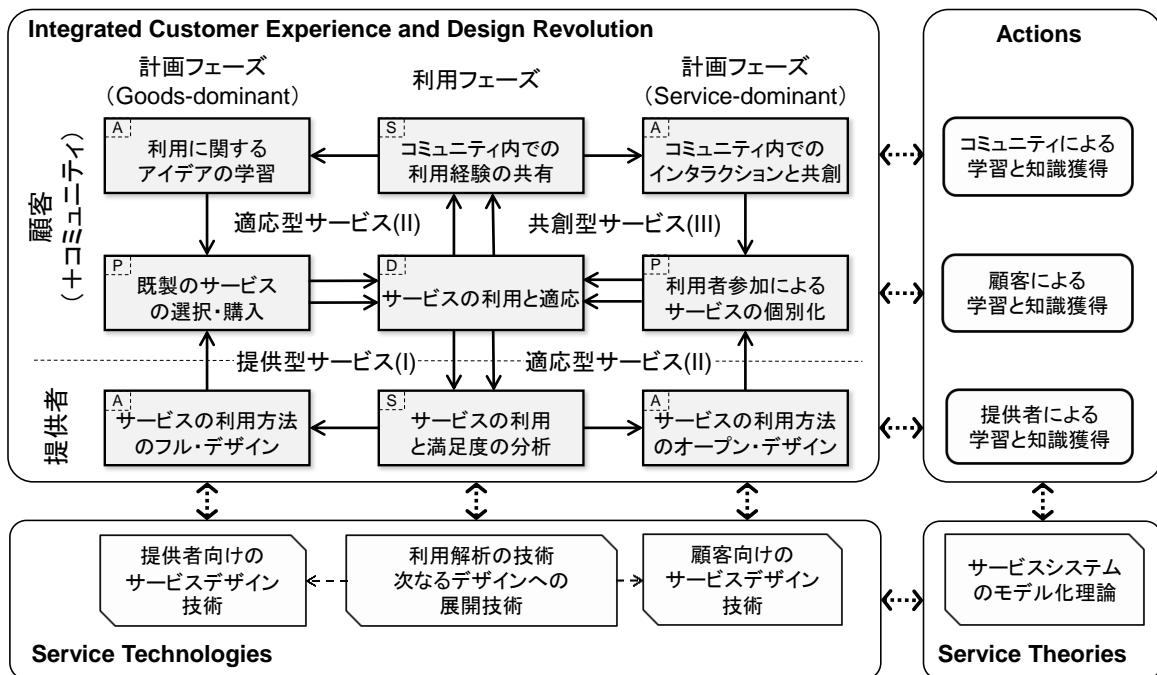 Integrated Customer Experience and Design Revolution
計画フェーズ
（Goods-dominant）
利用フェーズ
計画フェーズ
（Service-dominant）
顧客
（＋コミュニティ）
A
利用に関する
アイデアの学習
S
コミュニティ内での
利用経験の共有
A
コミュニティ内での
インタラクションと共創
適応型サービス(II)
共創型サービス(III)
P
既製のサービス
の選択・購入
D
サービスの利用と適応
P
利用者参加による
サービスの個別化
提供型サービス(I)
適応型サービス(II)
提供者
A
サービスの利用方法
のフル・デザイン
S
サービスの利用
と満足度の分析
A
サービスの利用方法
のオープン・デザイン
Actions
コミュニティによる
学習と知識獲得
顧客による
学習と知識獲得
提供者による
学習と知識獲得
提供者向けの
サービスデザイン
技術
利用解析の技術
次なるデザインへの
展開技術
顧客向けの
サービスデザイン
技術
Service Technologies
サービスシステム
のモデル化理論
Service Theories